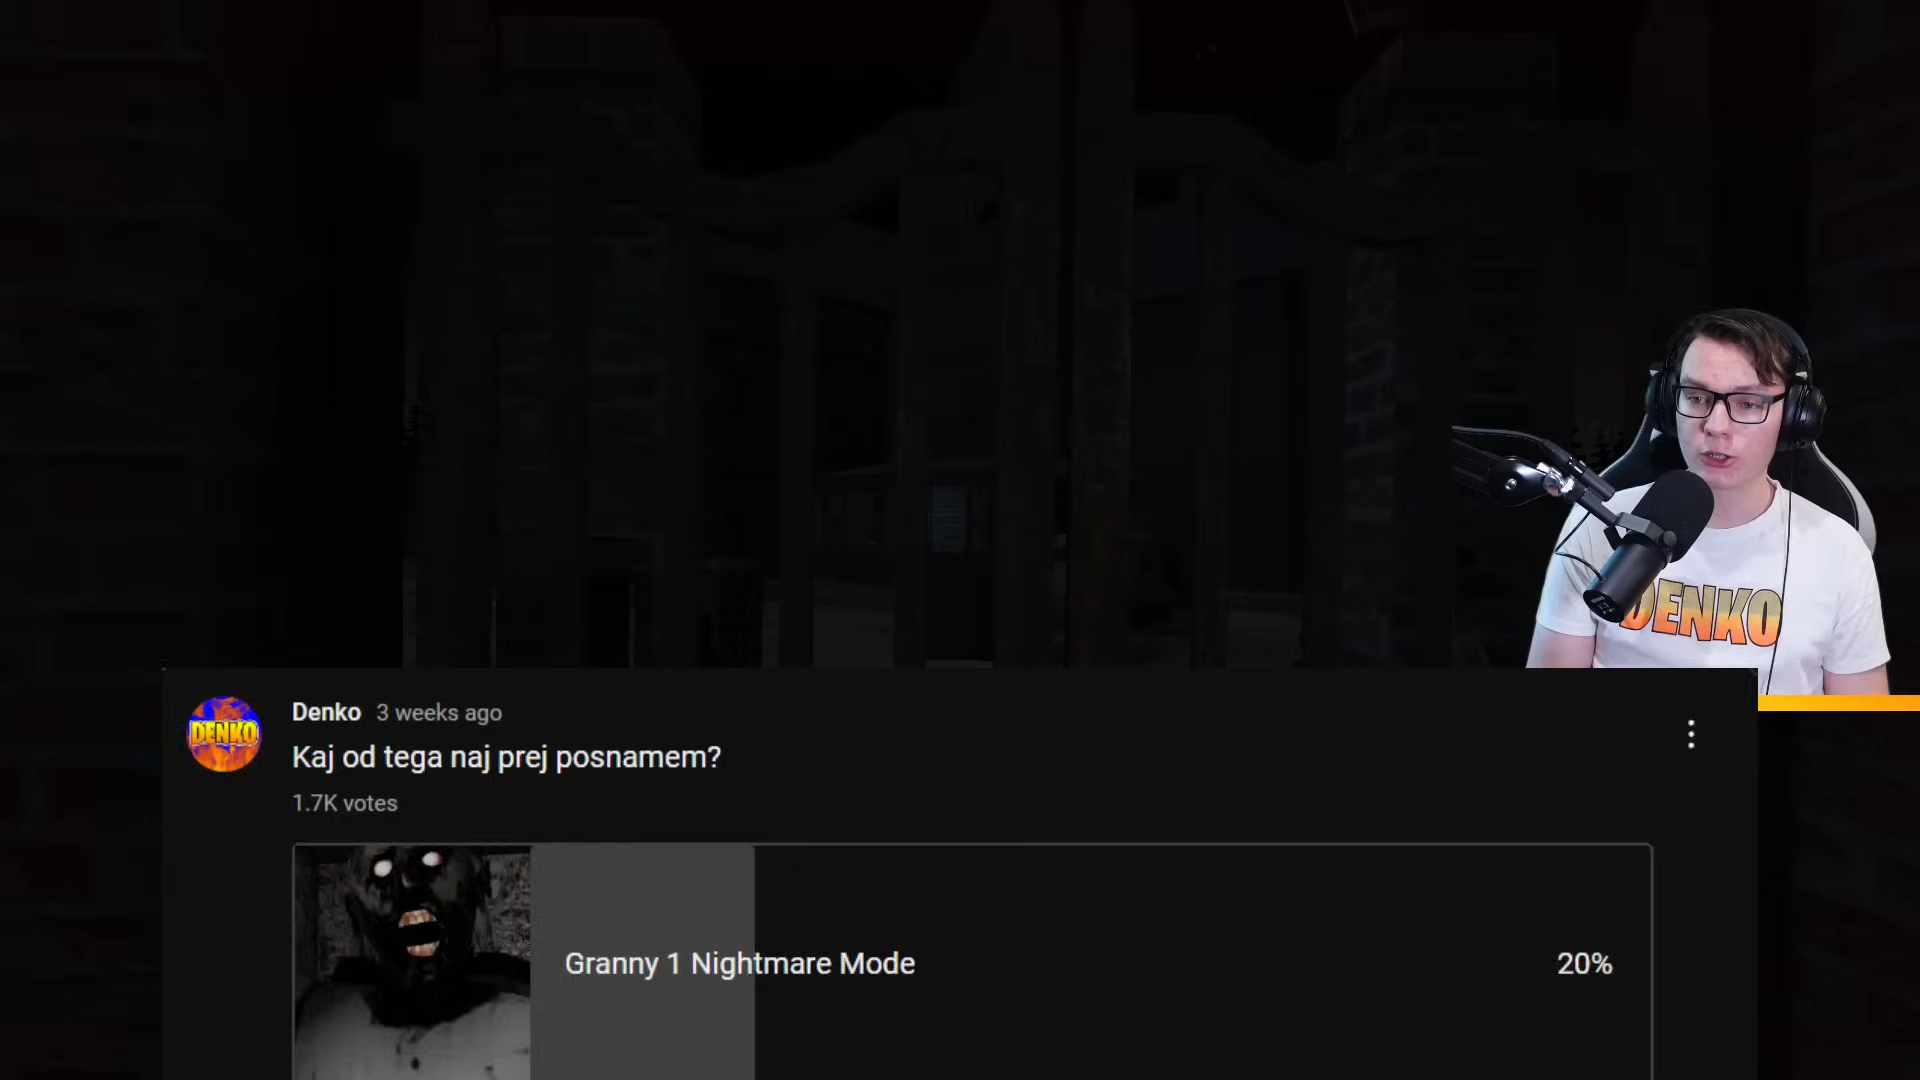 DENKO
DENKO
Denko 3 weeks ago
Kaj od tega naj prej posnamem?
1.7K votes
Granny 1 Nightmare Mode
20%